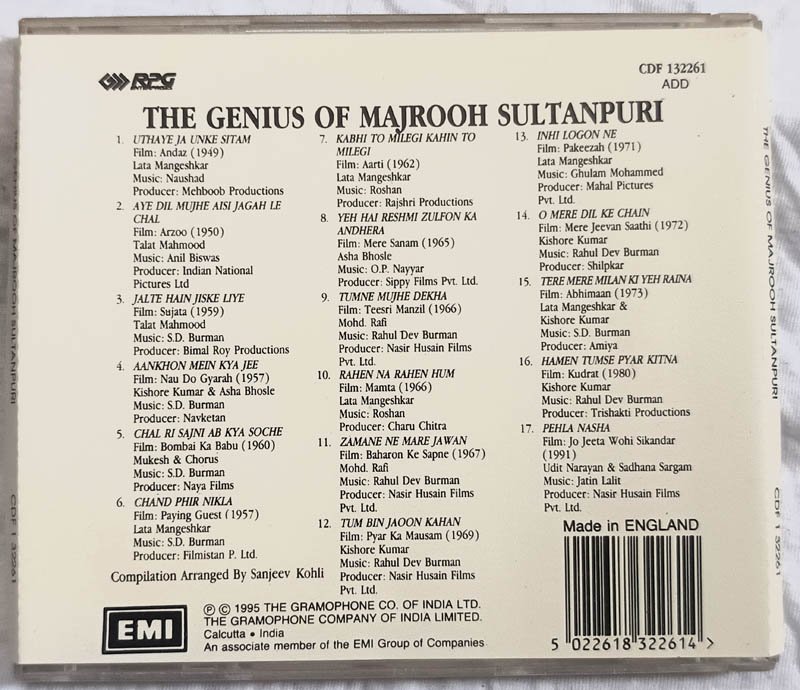 RPG
ENTERPRISES
CDF 132261
ADD
THE GENIUS OF MAJROOH SULTANPURI
1. UTHAYE JA UNKE SITAM
Film: Andaz (1949)
Lata Mangeshkar
Music: Naushad
Producer: Mehboob Productions
2. AYE DIL MUJHE AISI JAGAH LE
CHAL
Film: Arzoo (1950)
Talat Mahmood
Music: Anil Biswas
Producer: Indian National
Pictures Ltd
3. JALTE HAIN JISKE LIYE
Film: Sujata (1959)
Talat Mahmood
Music: S.D. Burman
Producer: Bimal Roy Productions
4. AANKHON MEIN KYA JEE
Film: Nau Do Gyarah (1957)
Kishore Kumar & Asha Bhosle
Music: S.D. Burman
Producer: Navketan
5. CHAL RI SAJNI AB KYA SOCHE
Film: Bombai Ka Babu (1960)
Mukesh & Chorus
Music: S.D. Burman
Producer: Naya Films
6. CHAND PHIR NIKLA
Film: Paying Guest (1957)
Lata Mangeshkar
Music: S.D. Burman
Producer: Filmistan P. Ltd.
7. KABHI TO MILEGI KAHIN TO
MILEGI
Film: Aarti (1962)
Lata Mangeshkar
Music: Roshan
Producer: Rajshri Productions
8. YEH HAI RESHMI ZULFON KA
ANDHERA
Film: Mere Sanam (1965)
Asha Bhosle
Music: O.P. Nayyar
Producer: Sippy Films Pvt. Ltd.
9. TUMNE MUJHE DEKHA
Film: Teesri Manzil (1966)
Mohd. Rafi
Music: Rahul Dev Burman
Producer: Nasir Husain Films
Pvt. Ltd.
10. RAHEN NA RAHEN HUM
Film: Mamta (1966)
Lata Mangeshkar
Music: Roshan
Producer: Charu Chitra
11. ZAMANE NE MARE JAWAN
Film: Baharon Ke Sapne (1967)
Mohd. Rafi
Music: Rahul Dev Burman
Producer: Nasir Husain Films
Pvt. Ltd.
12. TUM BIN JAOON KAHAN
Film: Pyar Ka Mausam (1969)
Kishore Kumar
Music: Rahul Dev Burman
Producer: Nasir Husain Films
Pvt. Ltd.
13. INHI LOGON NE
Film: Pakeezah (1971)
Lata Mangeshkar
Music: Ghulam Mohammed
Producer: Mahal Pictures
Pvt. Ltd.
14. O MERE DIL KE CHAIN
Film: Mere Jeevan Saathi (1972)
Kishore Kumar
Music: Rahul Dev Burman
Producer: Shilpkar
15. TERE MERE MILAN KI YEH RAINA
Film: Abhimaan (1973)
Lata Mangeshkar &
Kishore Kumar
Music: S.D. Burman
Producer: Amiya
16. HAMEN TUMSE PYAR KITNA
Film: Kudrat (1980)
Kishore Kumar
Music: Rahul Dev Burman
Producer: Trishakti Productions
17. PEHLA NASHA
Film: Jo Jeeta Wohi Sikandar
(1991)
Udit Narayan & Sadhana Sargam
Music: Jatin Lalit
Producer: Nasir Husain Films
Pvt. Ltd.
Compilation Arranged By Sanjeev Kohli
Made in ENGLAND
EMI
Ⓟ © 1995 THE GRAMOPHONE CO. OF INDIA LTD.
THE GRAMOPHONE COMPANY OF INDIA LIMITED.
Calcutta • India
An associate member of the EMI Group of Companies
5 022618 322614 >
THE GENIUS OF MAJROOH SULTANPURI
CDF 1 32261
MAJROOH SULTANPURI
CDF 1 32261